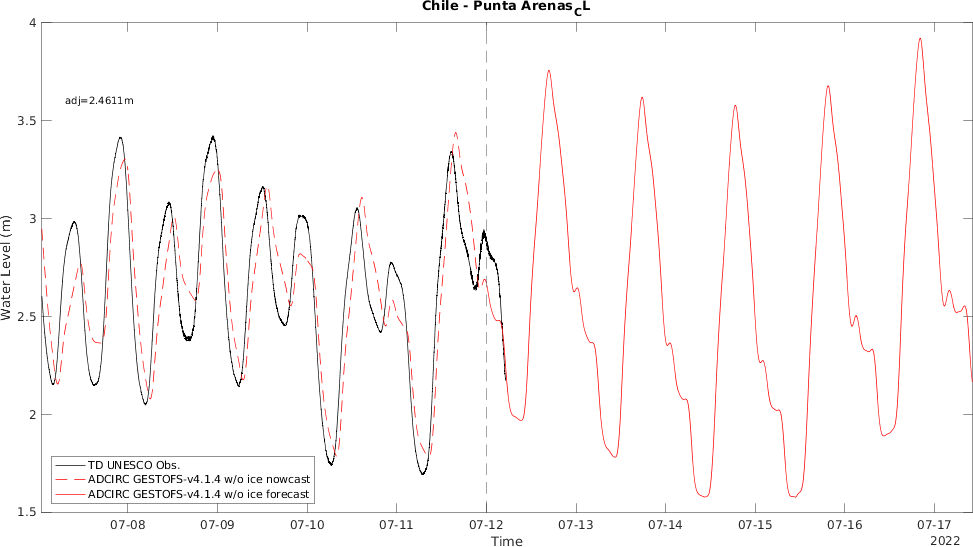 Chile - Punta Arenas_CL
4
adj=2.4611m
3.5
3
Water Level (m)
2.5
2
TD UNESCO Obs.
ADCIRC GESTOFS-v4.1.4 w/o ice nowcast
ADCIRC GESTOFS-v4.1.4 w/o ice forecast
1.5
07-08 07-09 07-10 07-11 07-12 07-13 07-14 07-15 07-16 07-17
Time 2022